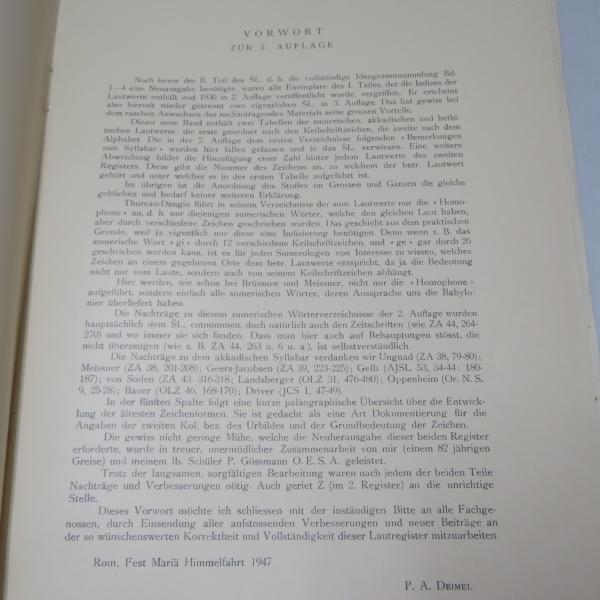 VORWORT
ZUR 3. AUFLAGE
Noch bevor der II. Teil des ŠL. d. h. die vollständige Ideogrammsammlung Bd.
1—4 eine Neuausgabe benötigte, waren alle Exemplare des I. Teiles, der die Indizes der
Lautwerte enthält und 1930 in 2. Auflage veröffentlicht wurde, vergriffen. Er erscheint
also hiermit wieder getrennt vom eigentlichen ŠL. in 3. Auflage. Das hat gewiss bei
dem raschen Anwachsen des nachzutragenden Materials seine grossen Vorteile.
Dieser neue Band enthält zwei Tabellen der sumerischen, akkadischen und hethi-
tischen Lautwerte: die erste geordnet nach den Keilschriftzeichen, die zweite nach dem
Alphabet. Die in der 2. Auflage dem ersten Verzeichnis folgenden « Bemerkungen
zum Syllabar » wurden hier fallen gelassen und in das ŠL. verwiesen. Eine weitere
Abweichung bildet die Hinzufügung einer Zahl hinter jedem Lautwerte des zweiten
Registers. Diese gibt die Nummer des Zeichens an, zu welchem der betr. Lautwert
gehört und unter welcher er in der ersten Tabelle aufgeführt ist.
Im übrigen ist die Anordnung des Stoffes im Grossen und Ganzen die gleiche
geblieben und bedarf keiner weiteren Erklärung.
Thureau-Dangin führt in seinem Verzeichnisse der sum. Lautwerte nur die « Homo-
phone » an, d. h. nur diejenigen sumerischen Wörter, welche den gleichen Laut haben,
aber durch verschiedene Zeichen geschrieben wurden. Das geschieht aus dem praktischen
Grunde, weil ja eigentlich nur diese eine Indizierung benötigen. Denn wenn z. B. das
sumerische Wort « gi » durch 12 verschiedene Keilschriftzeichen, und « ge » gar durch 26
geschrieben werden kann, ist es für jeden Sumerologen von Interesse zu wissen, welches
Zeichen an einem gegebenen Orte dem betr. Lautwerte entspricht, da ja die Bedeutung
nicht nur vom Laute, sondern auch von seinem Keilschriftzeichen abhängt.
Hier werden, wie schon bei Brünnow und Meissner, nicht nur die « Homophone »
aufgeführt, sondern einfach alle sumerischen Wörter, deren Aussprache uns die Babylo-
nier überliefert haben.
Die Nachträge zu diesem sumerischen Wörterverzeichnis der 2. Auflage wurden
hauptsächlich dem ŠL. entnommen, doch natürlich auch den Zeitschriften (wie ZA 44, 264-
270) und wo immer sie sich fanden. Dass man hier auch auf Behauptungen stösst, die
nicht überzeugen (wie z. B. ZA 44, 263 n. 6 u. a.), ist selbstverständlich.
Die Nachträge zu dem akkadischen Syllabar verdanken wir Ungnad (ZA 38, 79-80);
Meissner (ZA 38, 201-208); Geers-Jacobsen (ZA 39, 223-225); Gelb (AJSL 53, 34-44: 180-
187); von Soden (ZA 43. 316-318; Landsberger (OLZ 31, 476-480); Oppenheim (Or. N. S.
9, 25-28); Bauer (OLZ 46, 168-170); Driver (JCS 1, 47-49).
In der fünften Spalte folgt eine kurze paläographische Übersicht über die Entwick-
lung der ältesten Zeichenformen. Sie ist gedacht als eine Art Dokumentierung für die
Angaben der zweiten Kol. bez. des Urbildes und der Grundbedeutung der Zeichen.
Die gewiss nicht geringe Mühe, welche die Neuherausgabe dieser beiden Register
erforderte, wurde in treuer, unermüdlicher Zusammenarbeit von mir (einem 82 jährigen
Greise) und meinem lb. Schüler P. Gössmann O. E. S. A. geleistet.
Trotz der langsamen, sorgfältigen Bearbeitung waren nach jedem der beiden Teile
Nachträge und Verbesserungen nötig. Auch geriet Z (im 2. Register) an die unrichtige
Stelle.
Dieses Vorwort möchte ich schliessen mit der inständigen Bitte an alle Fachge-
nossen, durch Einsendung aller aufstossenden Verbesserungen und neuer Beiträge an
der so wünschenswerten Korrektheit und Vollständigkeit dieser Lautregister mitzuarbeiten.
Rom, Fest Mariä Himmelfahrt 1947
P. A. DEIMEL